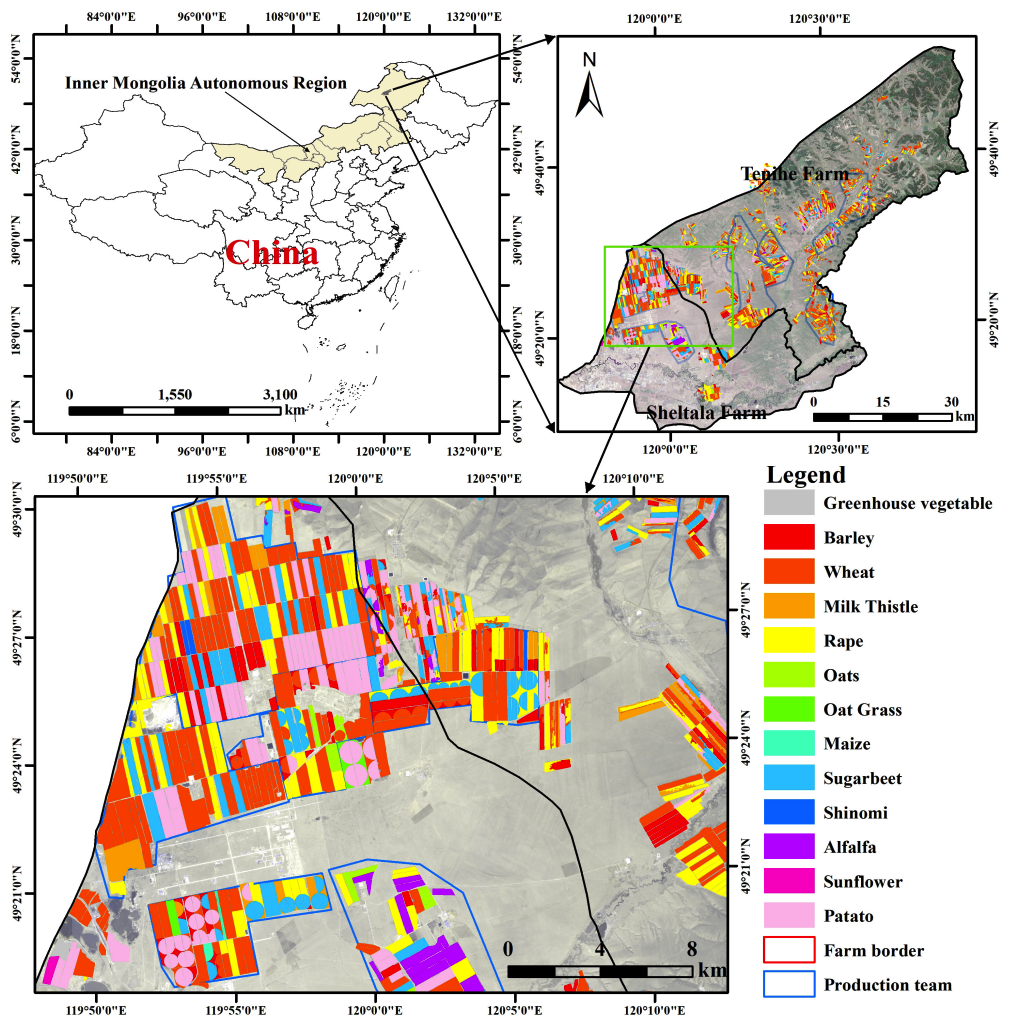 84°0'0"E 96°0'0"E 108°0'0"E 120°0'0"E 132°0'0"E
54°0'0"N
42°0'0"N
30°0'0"N
18°0'0"N
6°0'0"N
Inner Mongolia Autonomous Region
China
0 1,550 3,100
km
54°0'0"N
42°0'0"N
30°0'0"N
18°0'0"N
6°0'0"N
84°0'0"E 96°0'0"E 108°0'0"E 120°0'0"E 132°0'0"E
120°0'0"E 120°30'0"E
N
49°40'0"N
49°20'0"N
Tenihe Farm
Sheltala Farm
0 15 30
km
49°40'0"N
49°20'0"N
120°0'0"E 120°30'0"E
119°50'0"E 119°55'0"E 120°0'0"E 120°5'0"E 120°10'0"E
49°30'0"N
49°27'0"N
49°24'0"N
49°21'0"N
0 4 8
km
49°27'0"N
49°24'0"N
49°21'0"N
119°50'0"E 119°55'0"E 120°0'0"E 120°5'0"E 120°10'0"E
Legend
Greenhouse vegetable
Barley
Wheat
Milk Thistle
Rape
Oats
Oat Grass
Maize
Sugarbeet
Shinomi
Alfalfa
Sunflower
Patato
Farm border
Production team